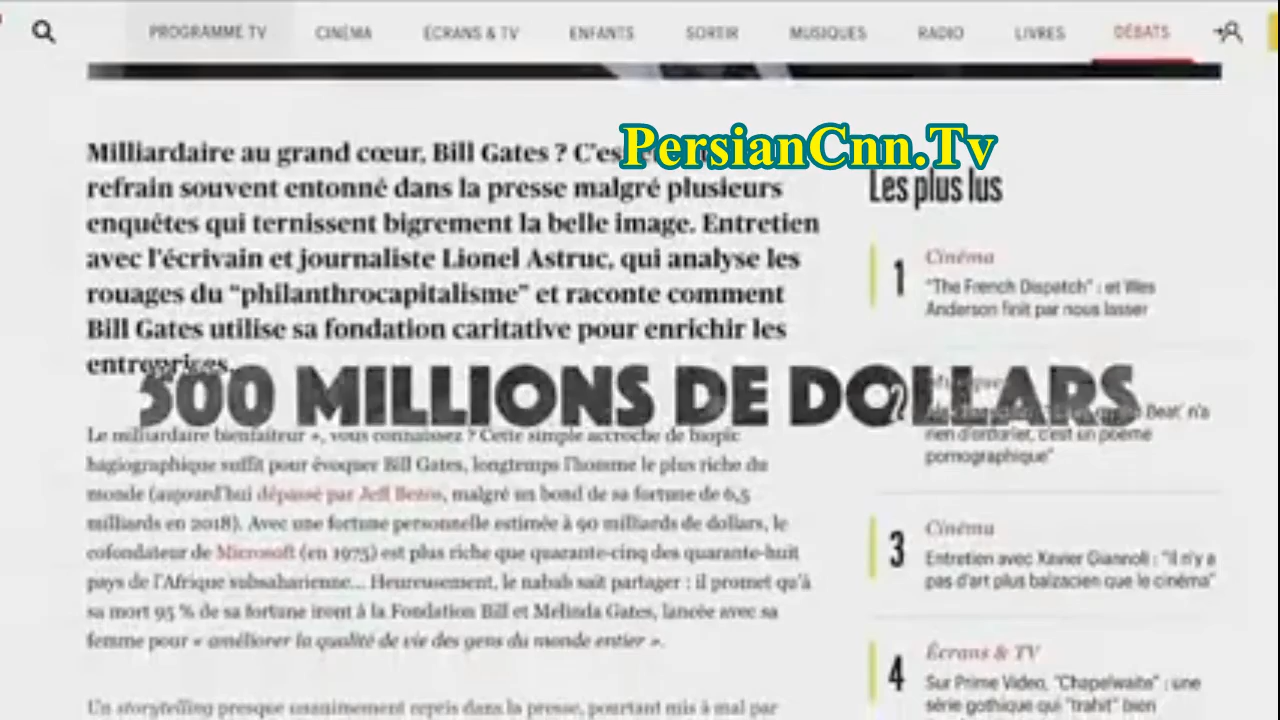 PROGRAMME TV CINÉMA ÉCRANS & TV ENFANTS SORTIR MUSIQUES RADIO LIVRES DÉBATS
PersianCnn.Tv
Milliardaire au grand cœur, Bill Gates ?
refrain souvent entonné dans la presse malgré plusieurs
enquêtes qui ternissent bigrement la belle image. Entretien
avec l'écrivain et journaliste Lionel Astruc, qui analyse les
rouages du “philanthrocapitalisme” et raconte comment
Bill Gates utilise sa fondation caritative pour enrichir les
entreprises.
500 MILLIONS DE DOLLARS
Le milliardaire bienfaiteur », vous connaissez ? Cette simple accroche de biopic
hagiographique suffit pour évoquer Bill Gates, longtemps l'homme le plus riche du
monde (aujourd'hui dépassé par Jeff Bezos, malgré un bond de sa fortune de 6,5
milliards en 2018). Avec une fortune personnelle estimée à 90 milliards de dollars, le
cofondateur de Microsoft (en 1975) est plus riche que quarante-cinq des quarante-huit
pays de l'Afrique subsaharienne... Heureusement, le nabab sait partager : il promet qu'à
sa mort 95 % de sa fortune iront à la Fondation Bill et Melinda Gates, lancée avec sa
femme pour « améliorer la qualité de vie des gens du monde entier ».
Un storytelling presque unanimement repris dans la presse, pourtant mis à mal par
Les plus lus
1
Cinéma
“The French Dispatch” : et Wes
Anderson finit par nous lasser
2
Beat’ n'a
rien d'ordurier, c'est un poème
pornographique”
3
Cinéma
Entretien avec Xavier Giannoli : “Il n'y a
pas d'art plus balzacien que le cinéma”
4
Écrans & TV
Sur Prime Video, “Chapelwaite” : une
série gothique qui “trahit” bien